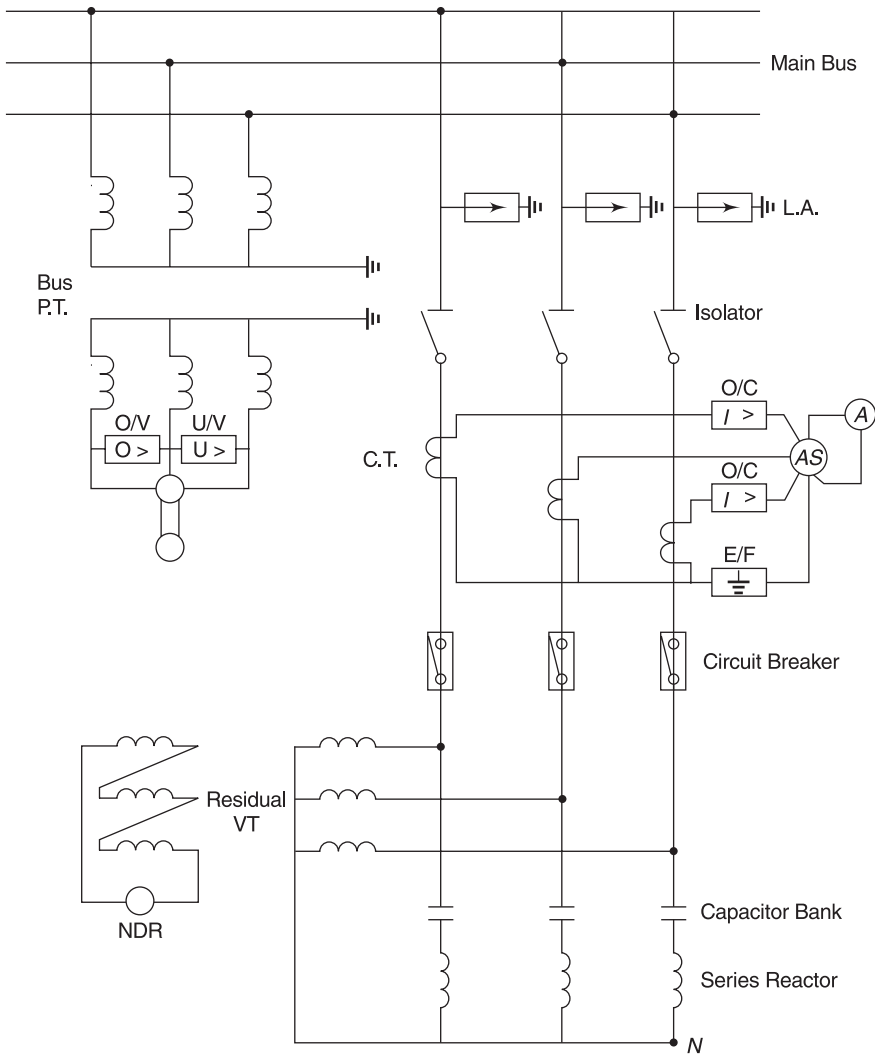 Main Bus
L.A.
Bus
P.T.
Isolator
O/V
U/V
O >
U >
C.T.
O/C
I >
A
AS
O/C
I >
E/F
Circuit Breaker
Residual
VT
NDR
Capacitor Bank
Series Reactor
N